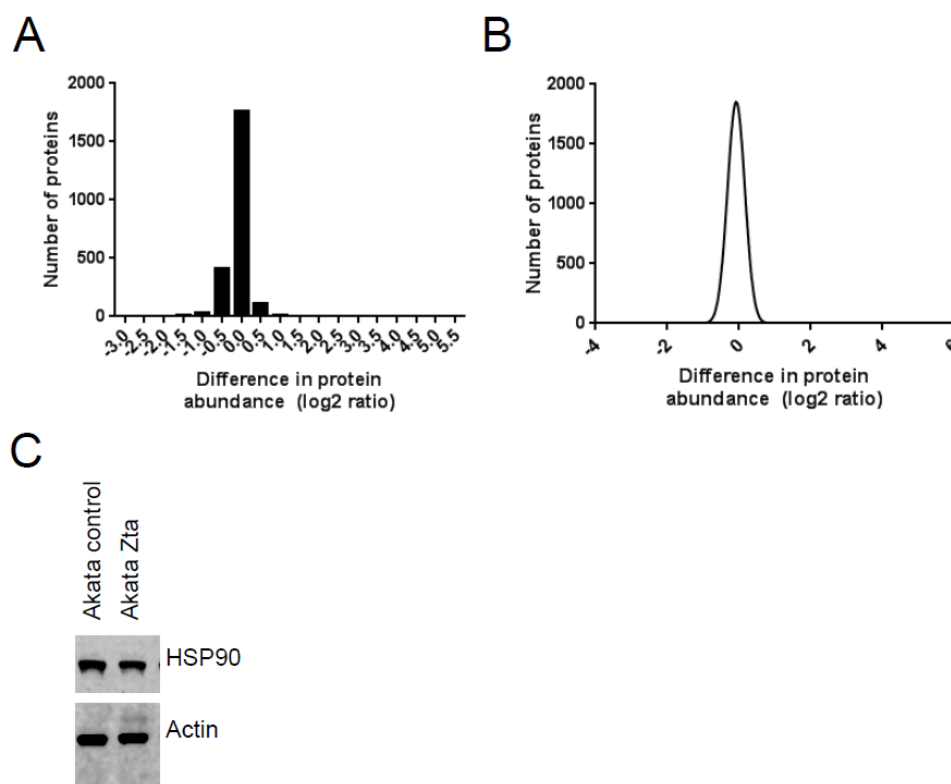 A
2000
1500
1000
500
0
Number of proteins
-3.0 -2.5 -2.0 -1.5 -1.0 -0.5 0.0 0.5 1.0 1.5 2.0 2.5 3.0 3.5 4.0 4.5 5.0 5.5
Difference in protein
abundance (log2 ratio)
B
2000
1500
1000
500
0
Number of proteins
-4 -2 0 2 4 6
Difference in protein
abundance (log2 ratio)
C
Akata control
Akata Zta
HSP90
Actin